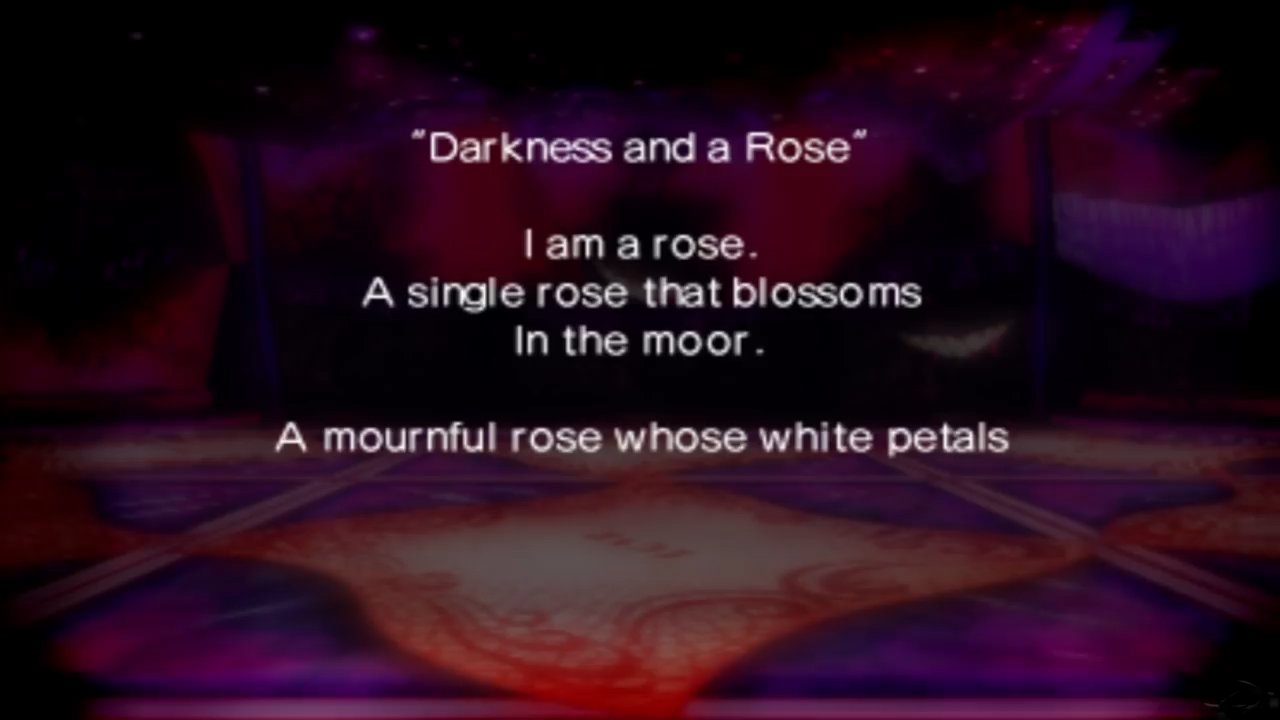 "Darkness and a Rose"
I am a rose.
A single rose that blossoms
In the moor.
A mournful rose whose white petals